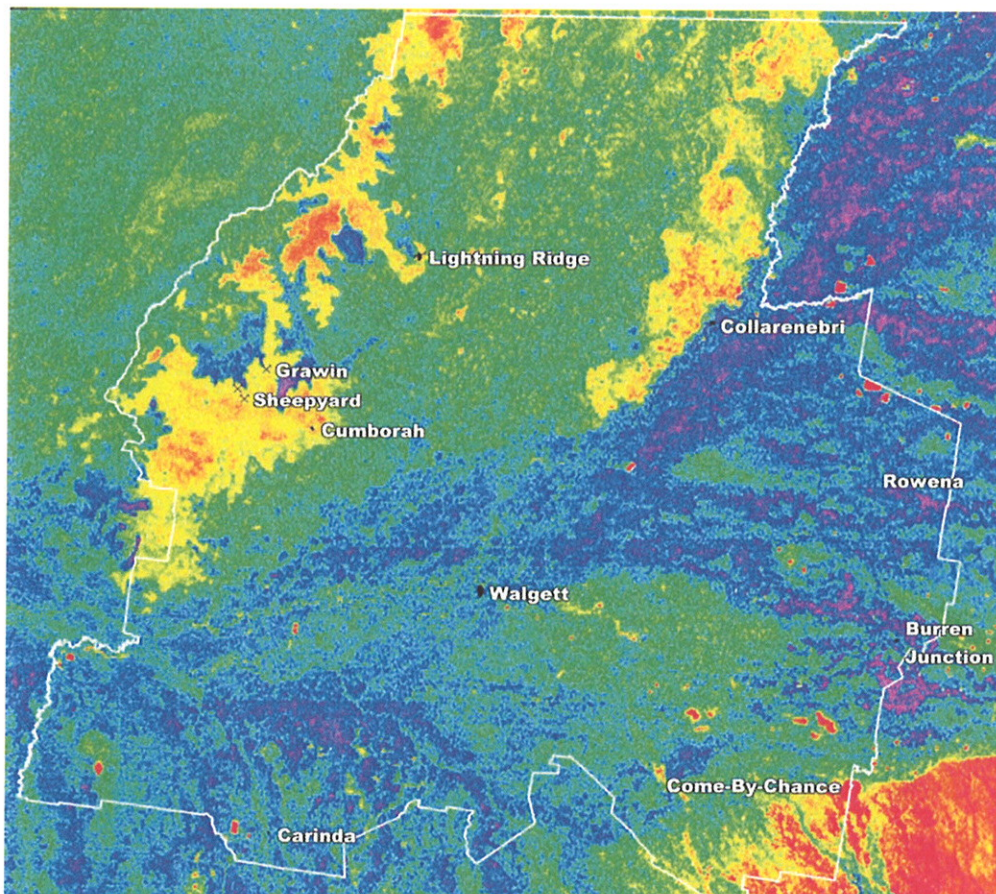 Lightning Ridge
Collarenebri
Grawin
Sheepyard
Cumborah
Rowena
Walgett
Burren
Junction
Come-By-Chance
Carinda